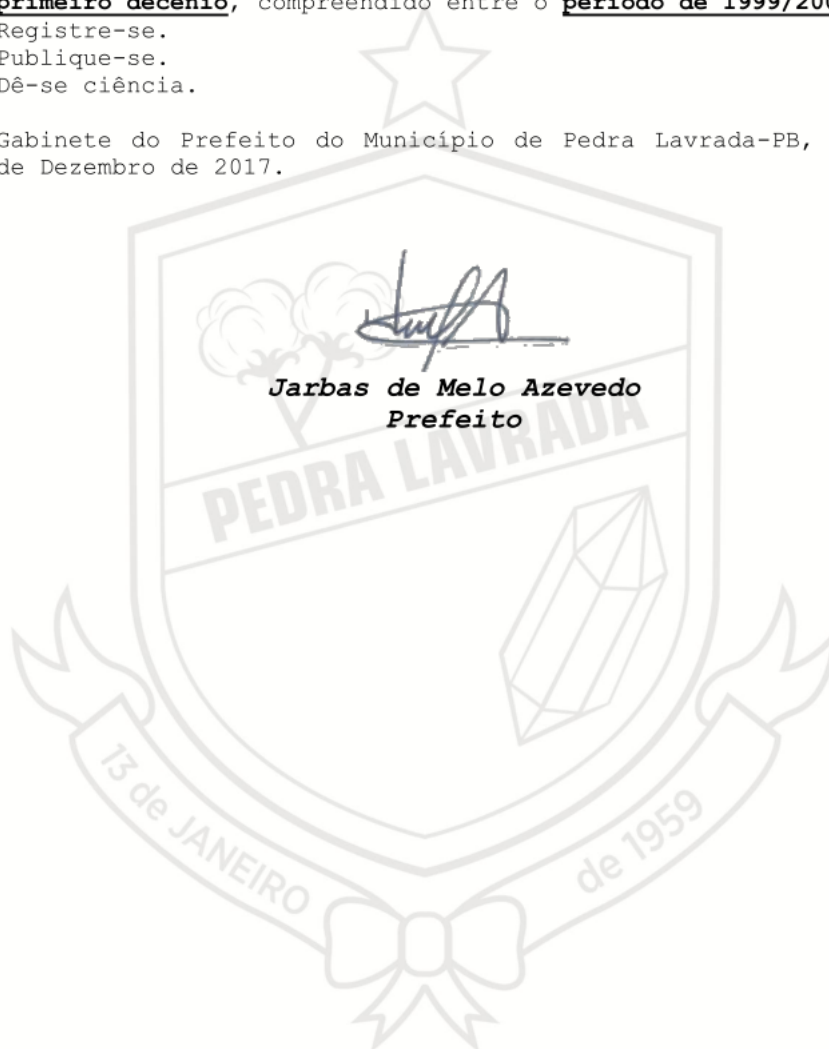 primeiro decênio, compreendido entre o período de 1999/200
Registre-se.
Publique-se.
Dê-se ciência.
Gabinete do Prefeito do Município de Pedra Lavrada-PB,
de Dezembro de 2017.
Jarbas de Melo Azevedo
Prefeito
PEDRA LAVRADA
13 de JANEIRO
de 1959